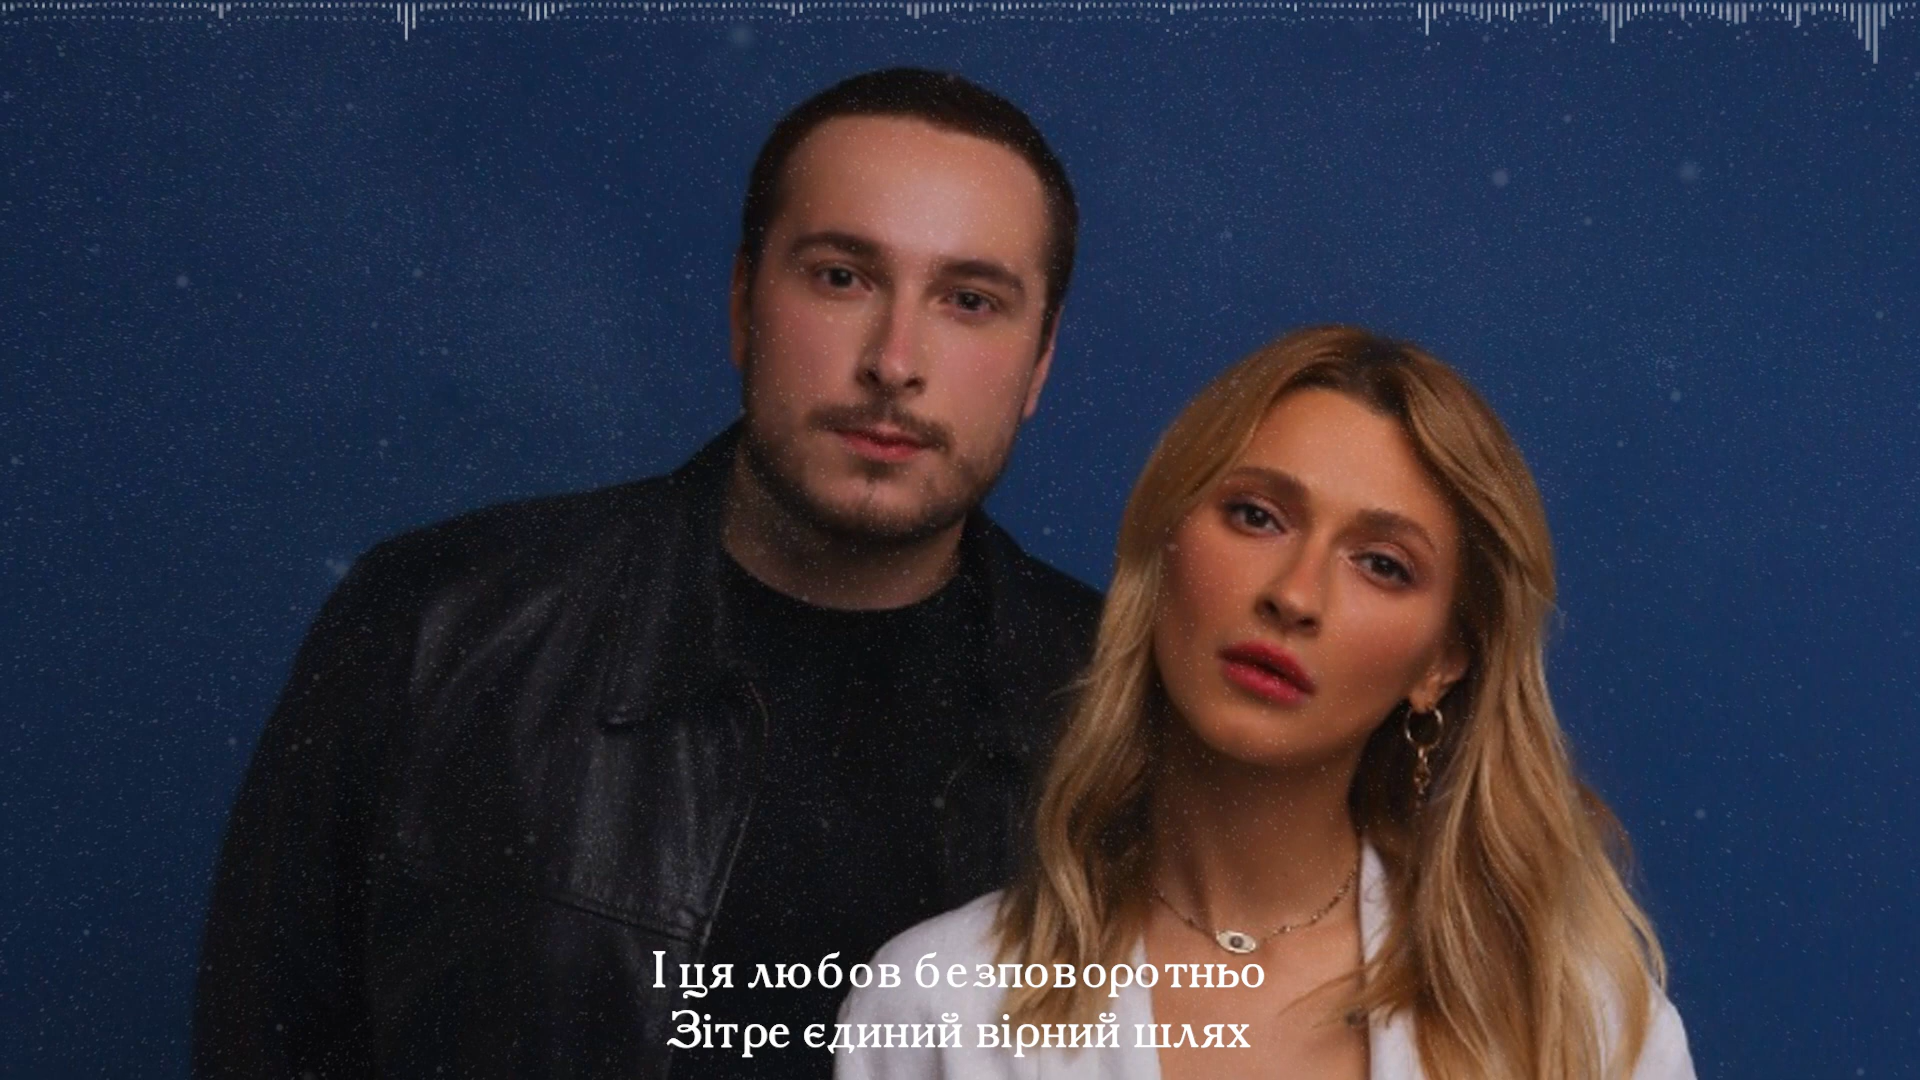 І ця любов безповоротньо
Зітре єдиний вірний шлях